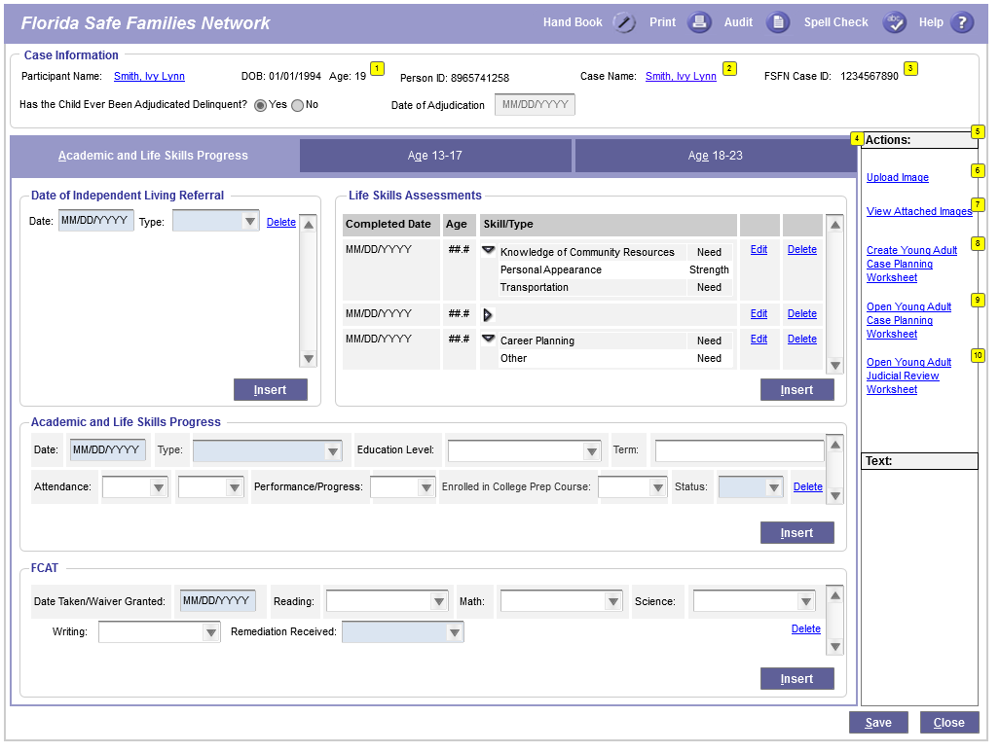 Florida Safe Families Network
Hand Book Print Audit Spell Check abc Help ?
Case Information
Participant Name: Smith, Ivy Lynn DOB: 01/01/1994 Age: 19 1 Person ID: 8965741258 Case Name: Smith, Ivy Lynn 2 FSFN Case ID: 1234567890 3
Has the Child Ever Been Adjudicated Delinquent? Yes No Date of Adjudication MM/DD/YYYY
Academic and Life Skills Progress Age 13-17 Age 18-23
4 Actions: 5
Upload Image 6
View Attached Images 7
Create Young Adult 8
Case Planning
Worksheet
Open Young Adult 9
Case Planning
Worksheet
Open Young Adult 10
Judicial Review
Worksheet
Text:
Date of Independent Living Referral
Date: MM/DD/YYYY Type: Delete
Insert
Life Skills Assessments
Completed Date Age Skill/Type
MM/DD/YYYY ##.# Knowledge of Community Resources Need Edit Delete
Personal Appearance Strength
Transportation Need
MM/DD/YYYY ##.# Edit Delete
MM/DD/YYYY ##.# Career Planning Need Edit Delete
Other Need
Insert
Academic and Life Skills Progress
Date: MM/DD/YYYY Type: Education Level: Term:
Attendance: Performance/Progress: Enrolled in College Prep Course: Status: Delete
Insert
FCAT
Date Taken/Waiver Granted: MM/DD/YYYY Reading: Math: Science:
Writing: Remediation Received: Delete
Insert
Save Close